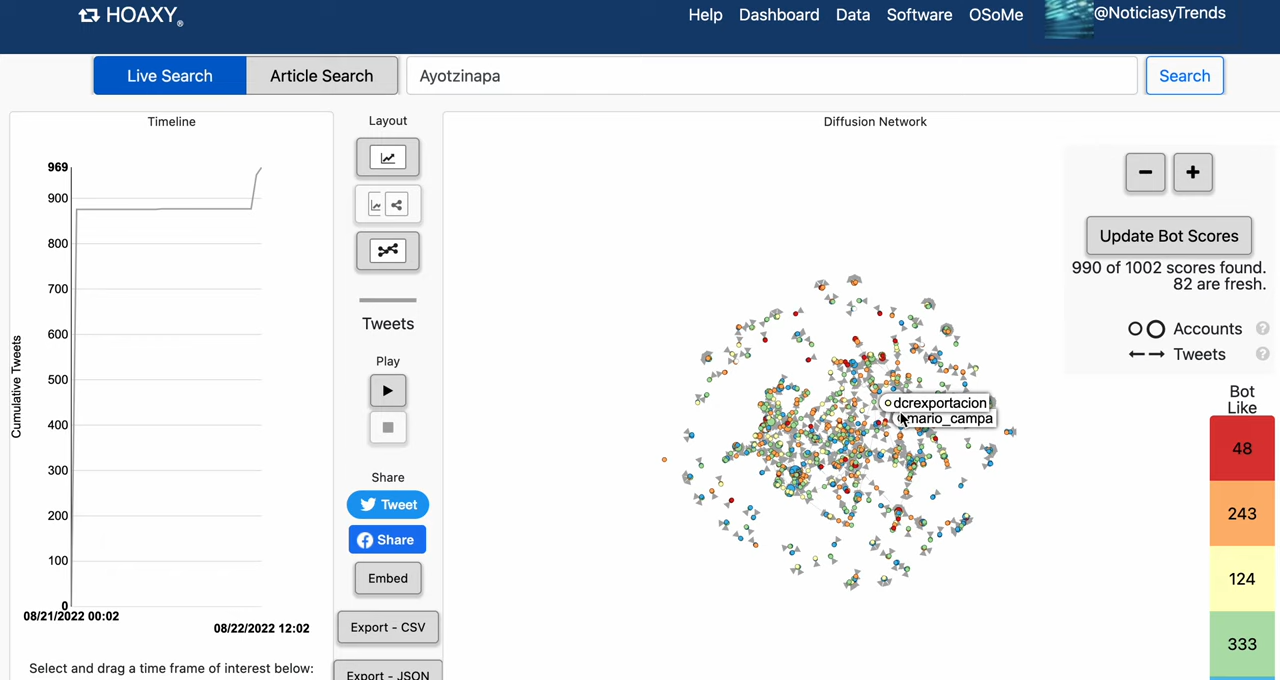 HOAXY®
Help Dashboard Data Software OSoMe @NoticiasyTrends
Live Search Article Search Ayotzinapa Search
Timeline
969
900
800
700
600
500
400
300
200
100
0
Cumulative Tweets
08/21/2022 00:02
08/22/2022 12:02
Select and drag a time frame of interest below:
Layout
Tweets
Play
Share
Tweet
Share
Embed
Export - CSV
Export - JSON
Diffusion Network
dcrexportacion
mario_campa
- +
Update Bot Scores
990 of 1002 scores found.
82 are fresh.
Accounts ?
Tweets ?
Bot
Like
48
243
124
333